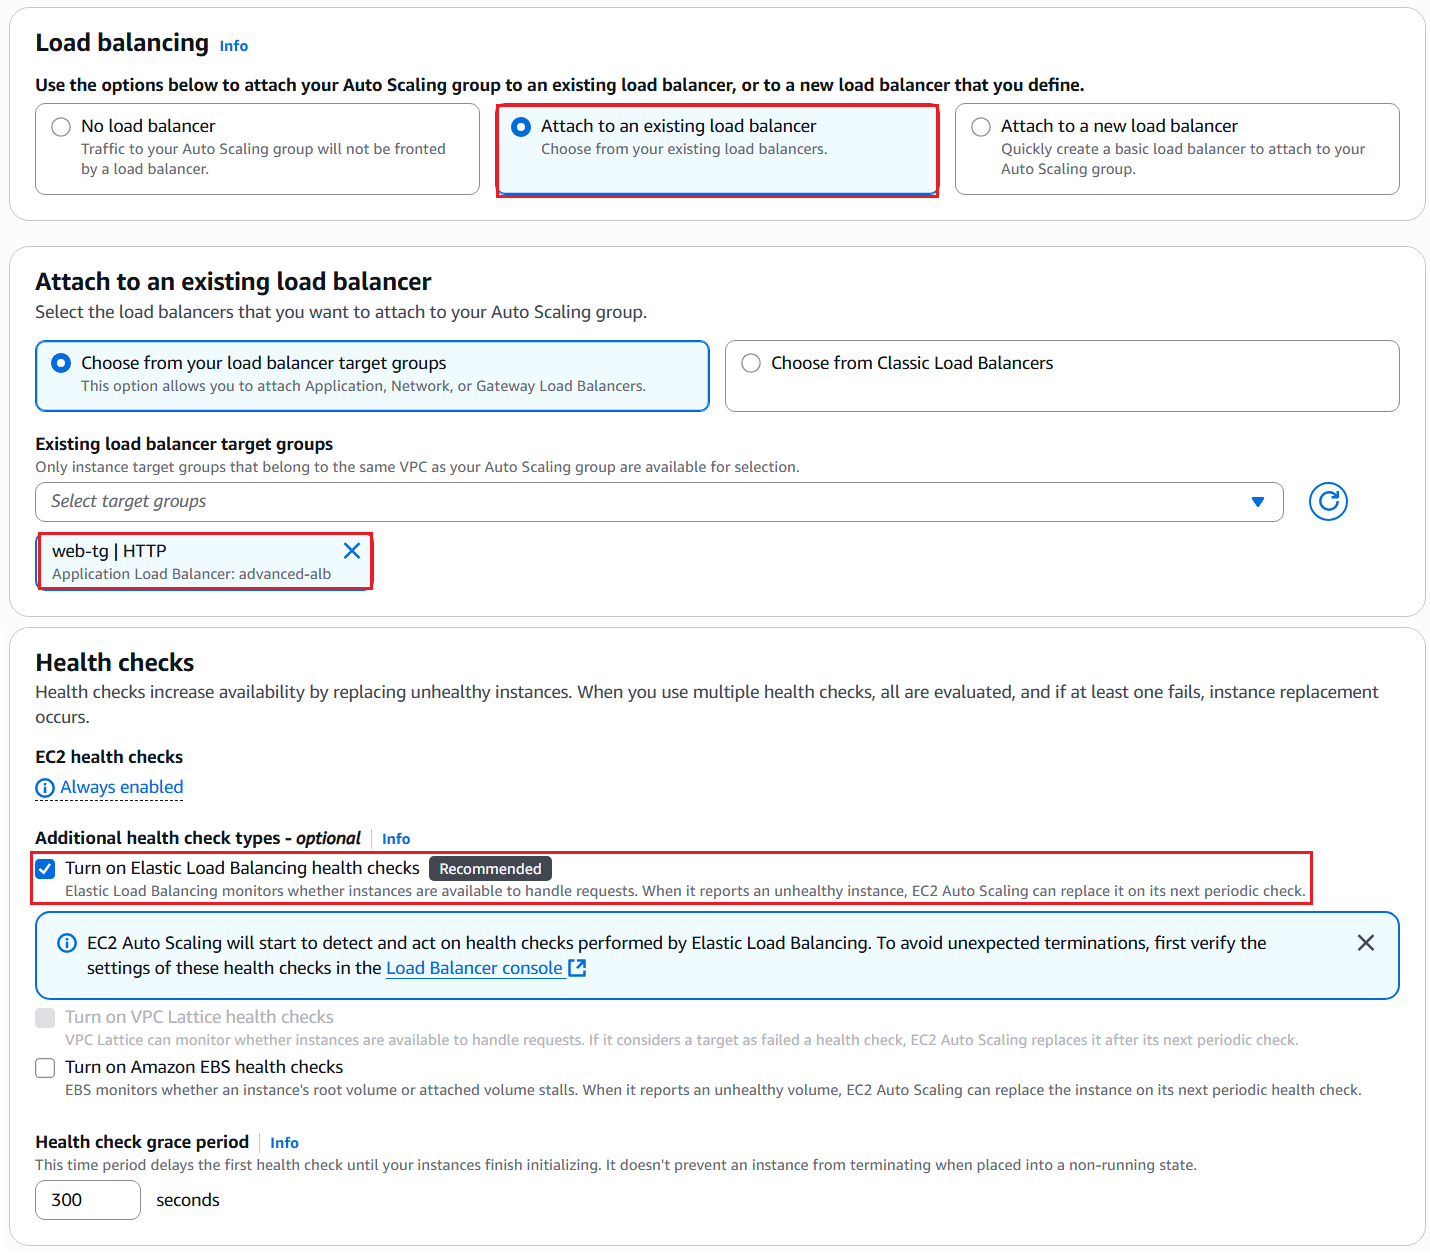 Load balancing Info
Use the options below to attach your Auto Scaling group to an existing load balancer, or to a new load balancer that you define.
No load balancer
Traffic to your Auto Scaling group will not be fronted
by a load balancer.
Attach to an existing load balancer
Choose from your existing load balancers.
Attach to a new load balancer
Quickly create a basic load balancer to attach to your
Auto Scaling group.
Attach to an existing load balancer
Select the load balancers that you want to attach to your Auto Scaling group.
Choose from your load balancer target groups
This option allows you to attach Application, Network, or Gateway Load Balancers.
Choose from Classic Load Balancers
Existing load balancer target groups
Only instance target groups that belong to the same VPC as your Auto Scaling group are available for selection.
Select target groups
web-tg | HTTP
Application Load Balancer: advanced-alb
Health checks
Health checks increase availability by replacing unhealthy instances. When you use multiple health checks, all are evaluated, and if at least one fails, instance replacement
occurs.
EC2 health checks
Always enabled
Additional health check types - optional Info
Turn on Elastic Load Balancing health checks Recommended
Elastic Load Balancing monitors whether instances are available to handle requests. When it reports an unhealthy instance, EC2 Auto Scaling can replace it on its next periodic check.
EC2 Auto Scaling will start to detect and act on health checks performed by Elastic Load Balancing. To avoid unexpected terminations, first verify the
settings of these health checks in the Load Balancer console
Turn on VPC Lattice health checks
VPC Lattice can monitor whether instances are available to handle requests. If it considers a target as failed a health check, EC2 Auto Scaling replaces it after its next periodic check.
Turn on Amazon EBS health checks
EBS monitors whether an instance's root volume or attached volume stalls. When it reports an unhealthy volume, EC2 Auto Scaling can replace the instance on its next periodic health check.
Health check grace period Info
This time period delays the first health check until your instances finish initializing. It doesn't prevent an instance from terminating when placed into a non-running state.
300 seconds